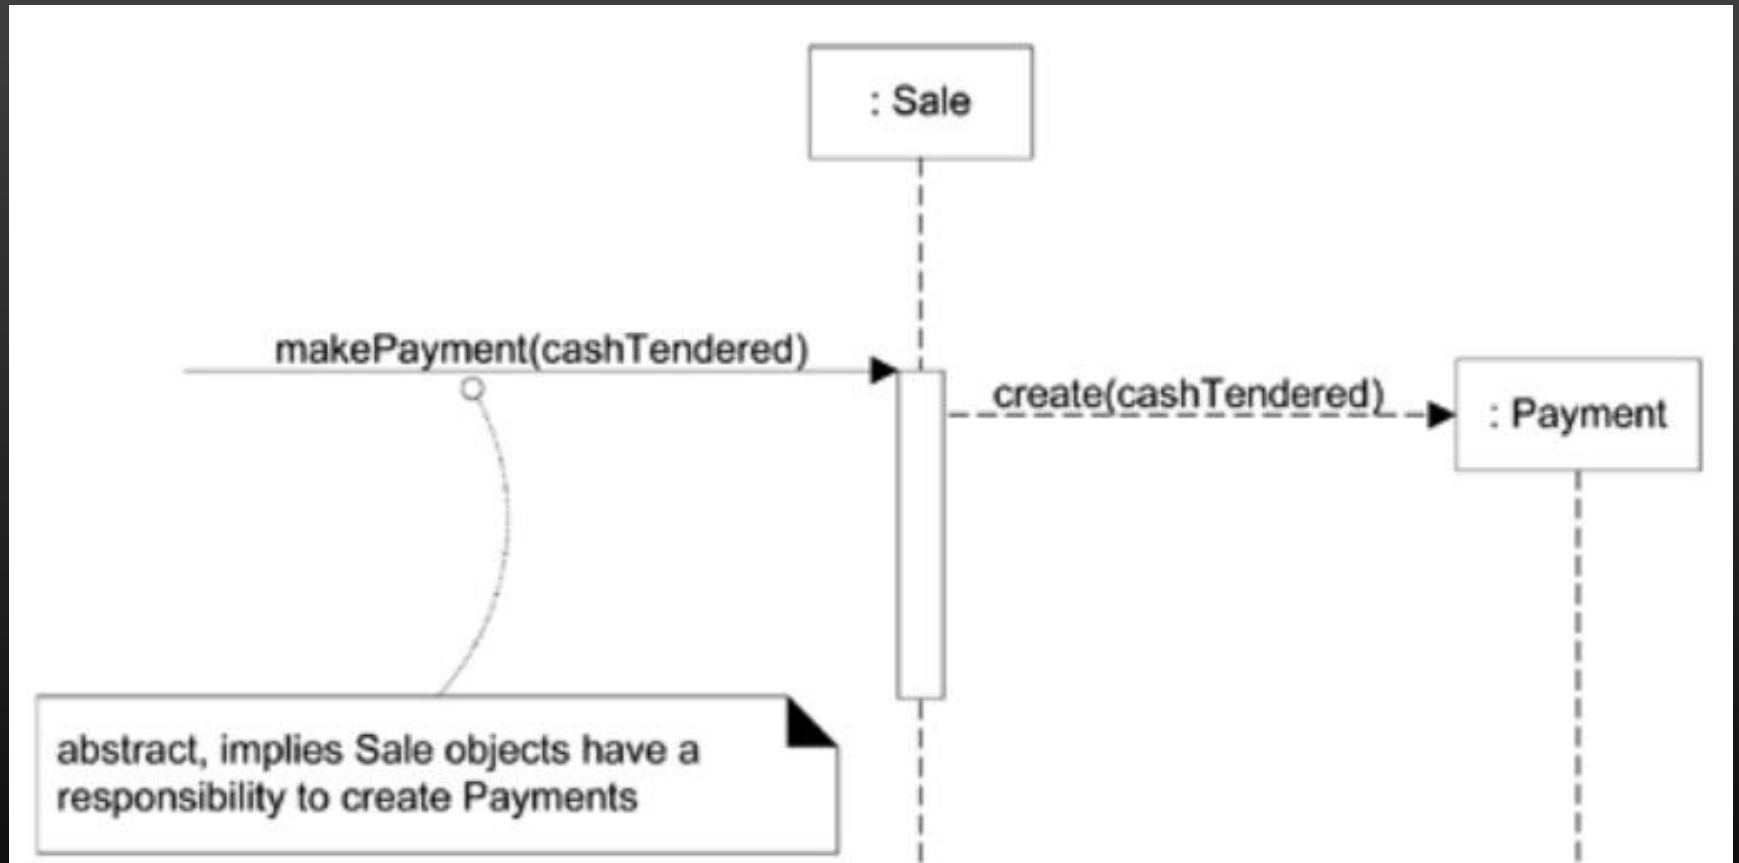 : Sale
makePayment(cashTendered)
create(cashTendered)
: Payment
abstract, implies Sale objects have a
responsibility to create Payments